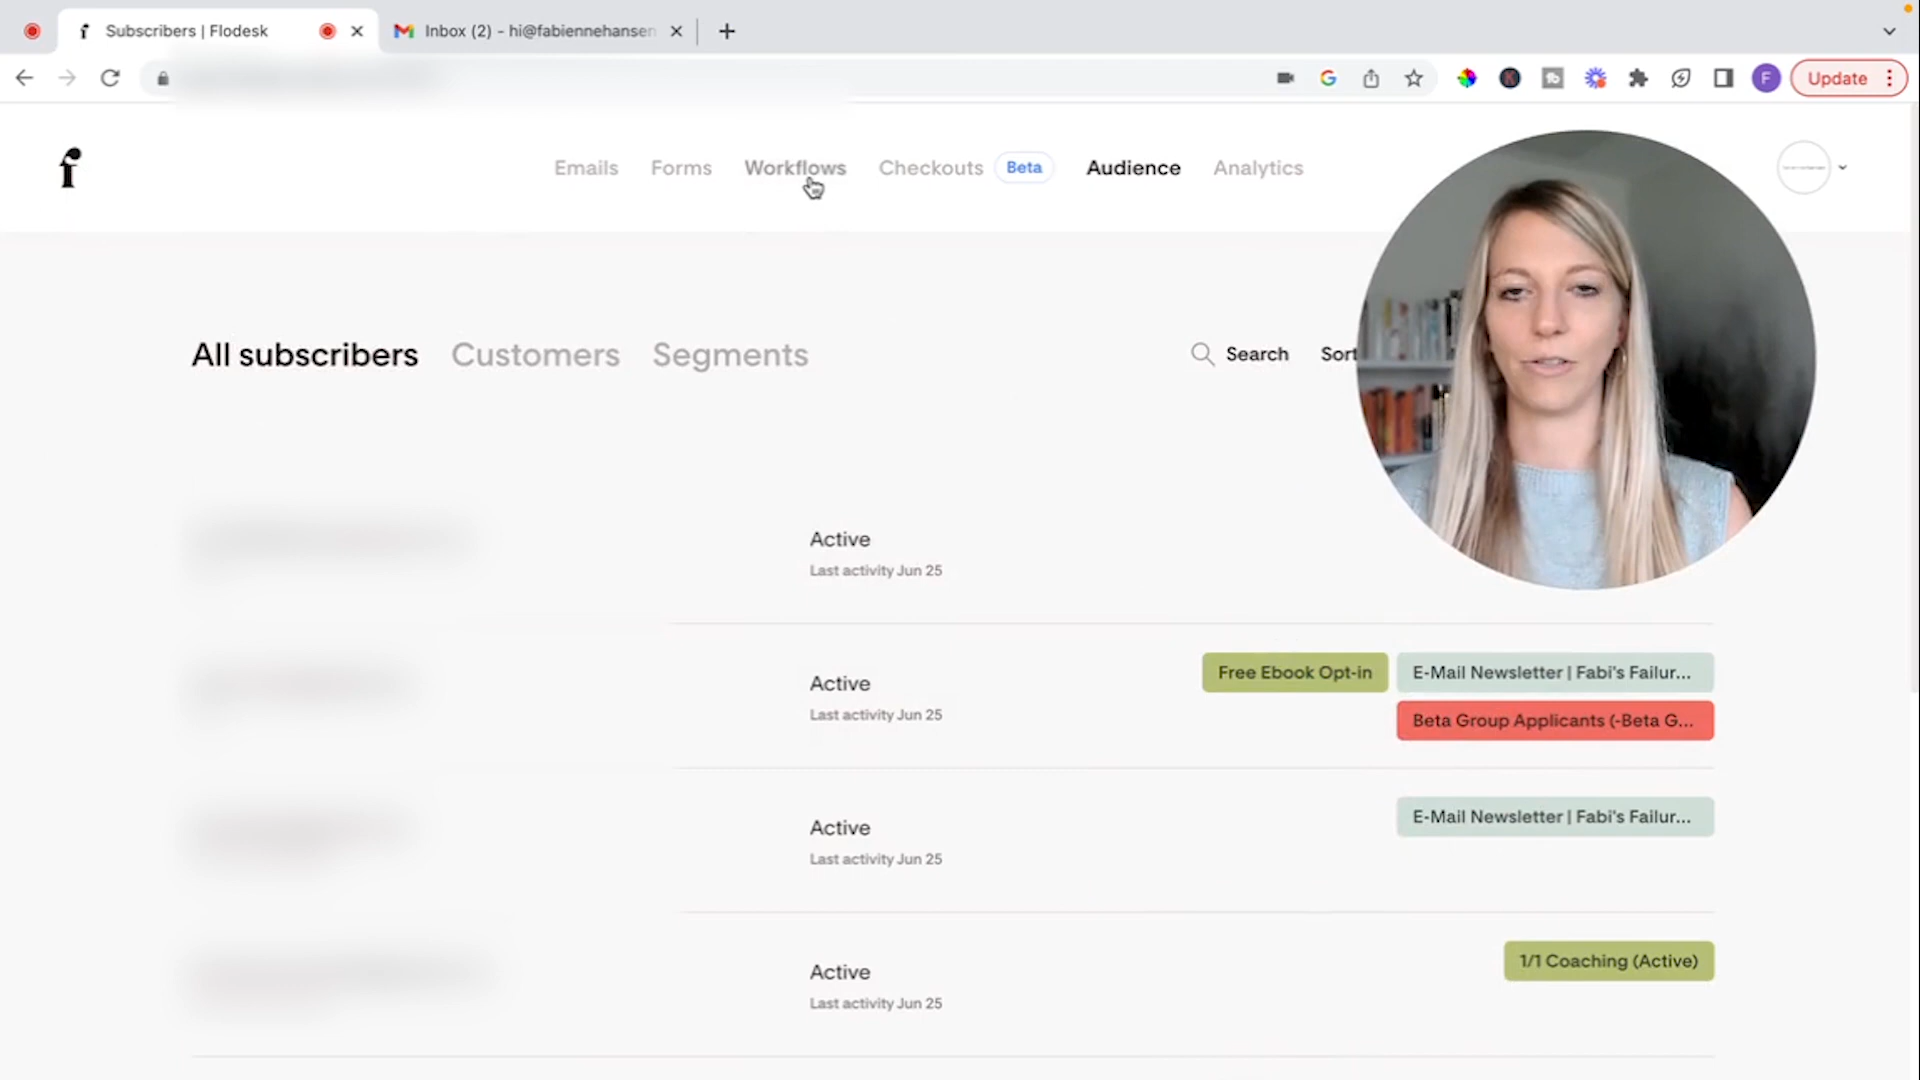 Subscribers | Flodesk
Inbox (2) - hi@fabiennehansen
F
Update
f
Emails Forms Workflows Checkouts Beta Audience Analytics
All subscribers Customers Segments
Search Sort
Active
Last activity Jun 25
Active
Last activity Jun 25
Free Ebook Opt-in
E-Mail Newsletter | Fabi's Failur...
Beta Group Applicants (-Beta G...
Active
Last activity Jun 25
E-Mail Newsletter | Fabi's Failur...
Active
Last activity Jun 25
1/1 Coaching (Active)